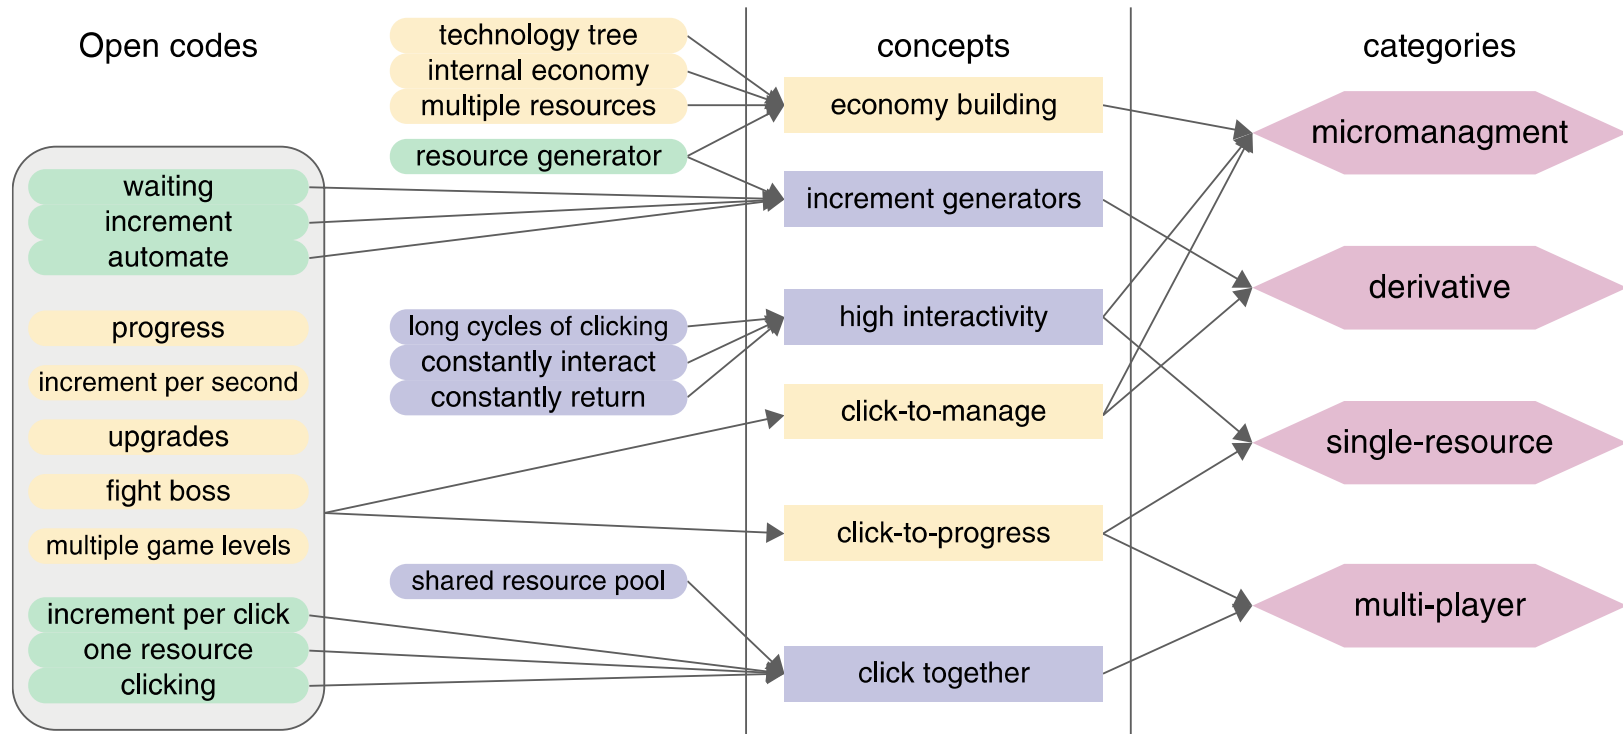 Open codes
waiting
increment
automate
progress
increment per second
upgrades
fight boss
multiple game levels
increment per click
one resource
clicking
technology tree
internal economy
multiple resources
resource generator
long cycles of clicking
constantly interact
constantly return
shared resource pool
concepts
economy building
increment generators
high interactivity
click-to-manage
click-to-progress
click together
categories
micromanagment
derivative
single-resource
multi-player